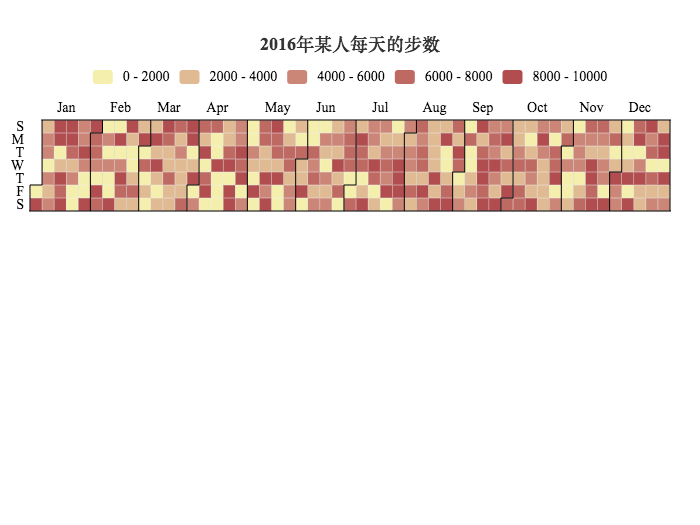 2016年某人每天的步数
0 - 2000 2000 - 4000 4000 - 6000 6000 - 8000 8000 - 10000
Jan Feb Mar Apr May Jun Jul Aug Sep Oct Nov Dec
S
M
T
W
T
F
S